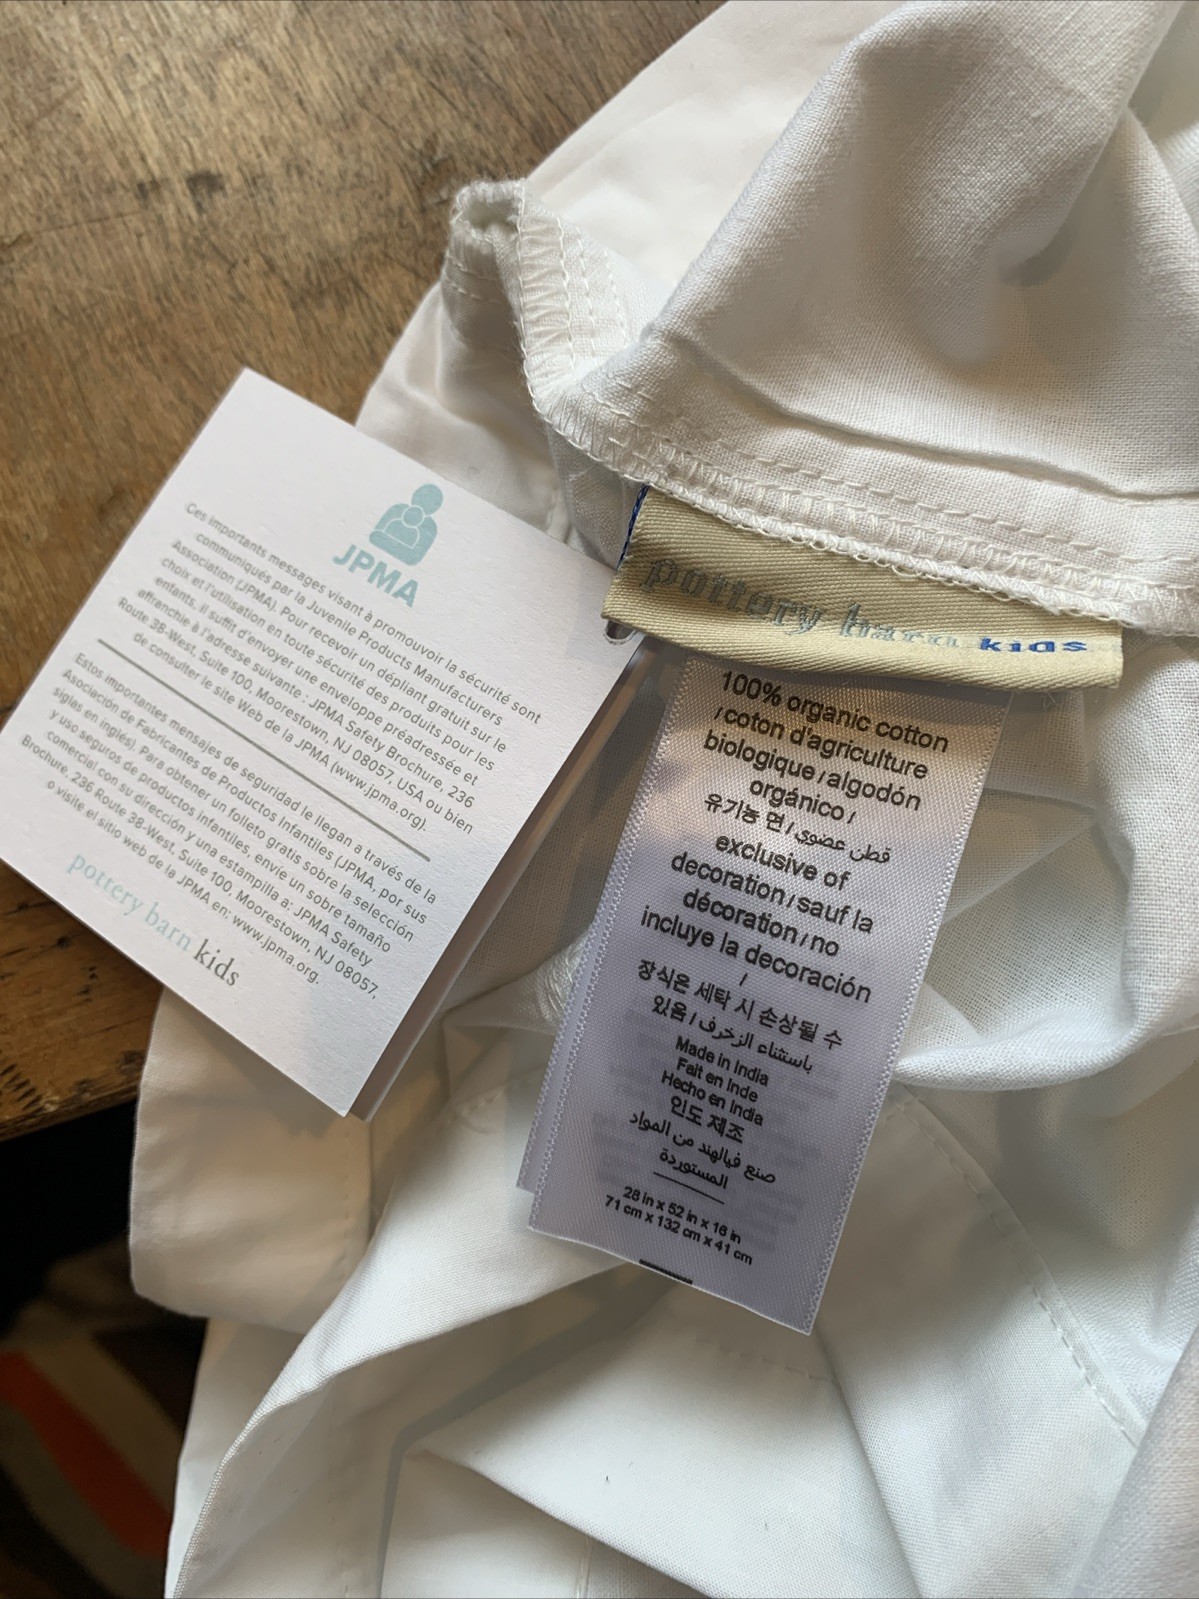 JPMA
Ces importants messages visant à promouvoir la sécurité sont
communiqués par la Juvenile Products Manufacturers
Association (JPMA). Pour recevoir un dépliant gratuit sur le
choix et l'utilisation en toute sécurité des produits pour les
enfants, il suffit d'envoyer une enveloppe préadressée et
affranchie à l'adresse suivante : JPMA Safety Brochure, 236
Route 38-West, Suite 100, Moorestown, NJ 08057, USA ou bien
de consulter le site Web de la JPMA (www.jpma.org).
Estos importantes mensajes de seguridad le llegan a través de la
Asociación de Fabricantes de Productos Infantiles (JPMA, por sus
siglas en inglés). Para obtener un folleto gratis sobre la selección
y uso seguros de productos infantiles, envíe un sobre tamaño
comercial con su dirección y una estampilla a: JPMA Safety
Brochure, 236 Route 38-West, Suite 100, Moorestown, NJ 08057,
o visite el sitio web de la JPMA en: www.jpma.org.
pottery barn kids
pottery barn kids
100% organic cotton
/ coton d'agriculture
biologique / algodón
orgánico /
유기능 면 / قطن عضوي
exclusive of
decoration / sauf la
décoration / no
incluye la decoración
/
장식은 세탁 시 손상될 수
있음 / باستثناء الزخرف
Made in India
Fait en Inde
Hecho en India
인도 제조
صنع فيالهند من المواد
المستوردة
28 in x 52 in x 16 in
71 cm x 132 cm x 41 cm